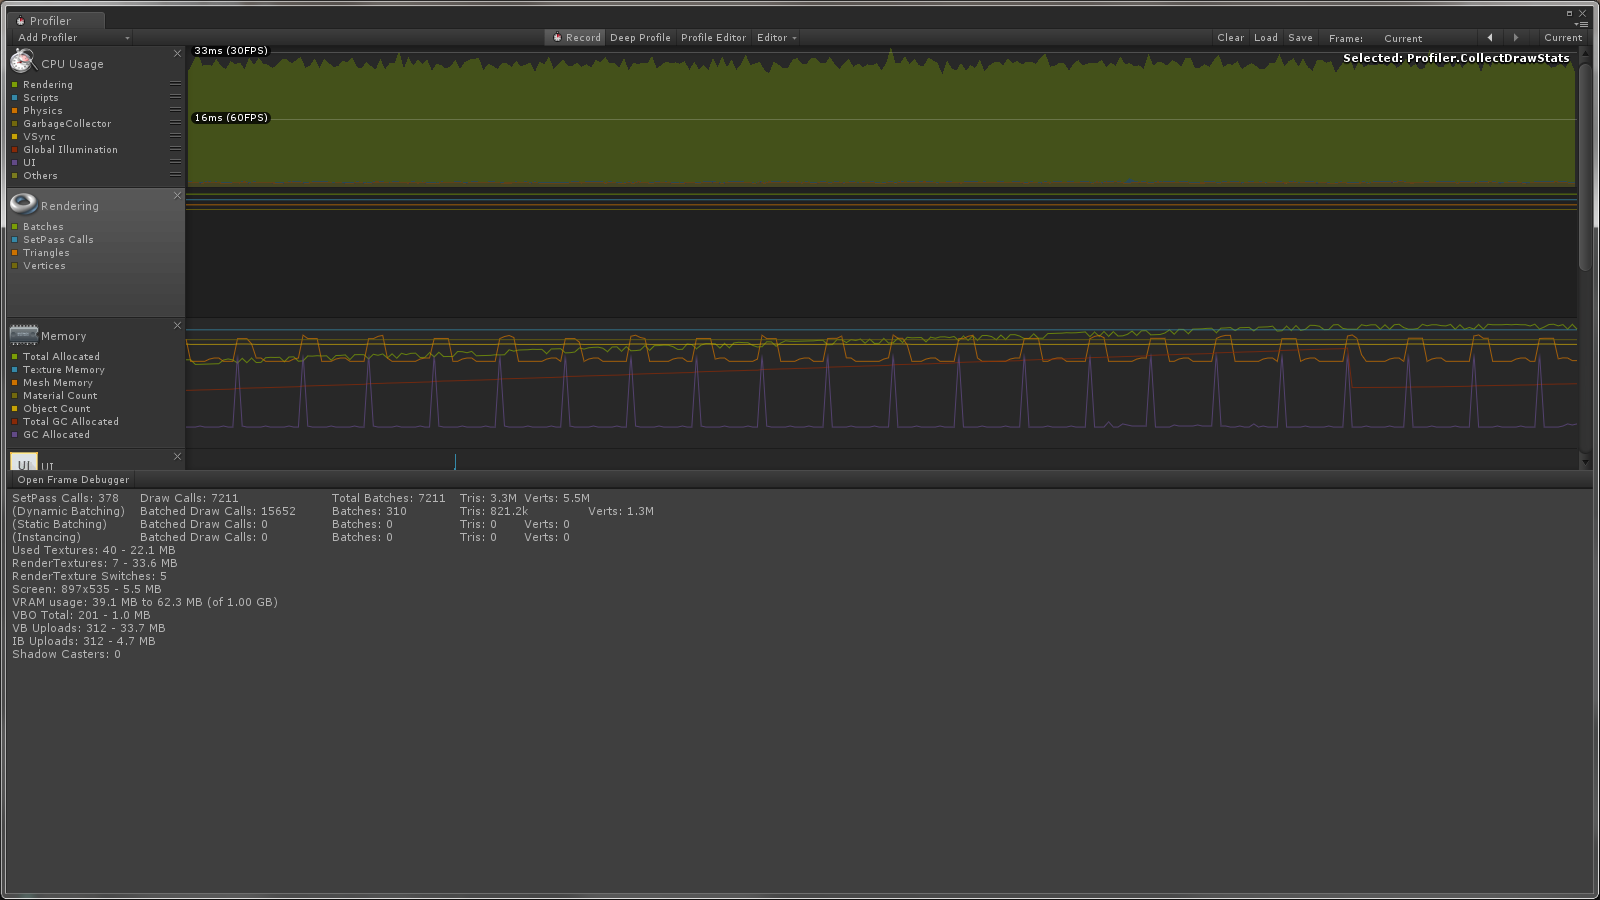 Profiler
Add Profiler
Record Deep Profile Profile Editor Editor Clear Load Save Frame: Current Current
CPU Usage
Rendering
Scripts
Physics
GarbageCollector
VSync
Global Illumination
UI
Others
33ms (30FPS)
Selected: Profiler.CollectDrawStats
16ms (60FPS)
Rendering
Batches
SetPass Calls
Triangles
Vertices
Memory
Total Allocated
Texture Memory
Mesh Memory
Material Count
Object Count
Total GC Allocated
GC Allocated
UI UI
Open Frame Debugger
SetPass Calls: 378 Draw Calls: 7211 Total Batches: 7211 Tris: 3.3M Verts: 5.5M
(Dynamic Batching) Batched Draw Calls: 15652 Batches: 310 Tris: 821.2k Verts: 1.3M
(Static Batching) Batched Draw Calls: 0 Batches: 0 Tris: 0 Verts: 0
(Instancing) Batched Draw Calls: 0 Batches: 0 Tris: 0 Verts: 0
Used Textures: 40 - 22.1 MB
RenderTextures: 7 - 33.6 MB
RenderTexture Switches: 5
Screen: 897x535 - 5.5 MB
VRAM usage: 39.1 MB to 62.3 MB (of 1.00 GB)
VBO Total: 201 - 1.0 MB
VB Uploads: 312 - 33.7 MB
IB Uploads: 312 - 4.7 MB
Shadow Casters: 0